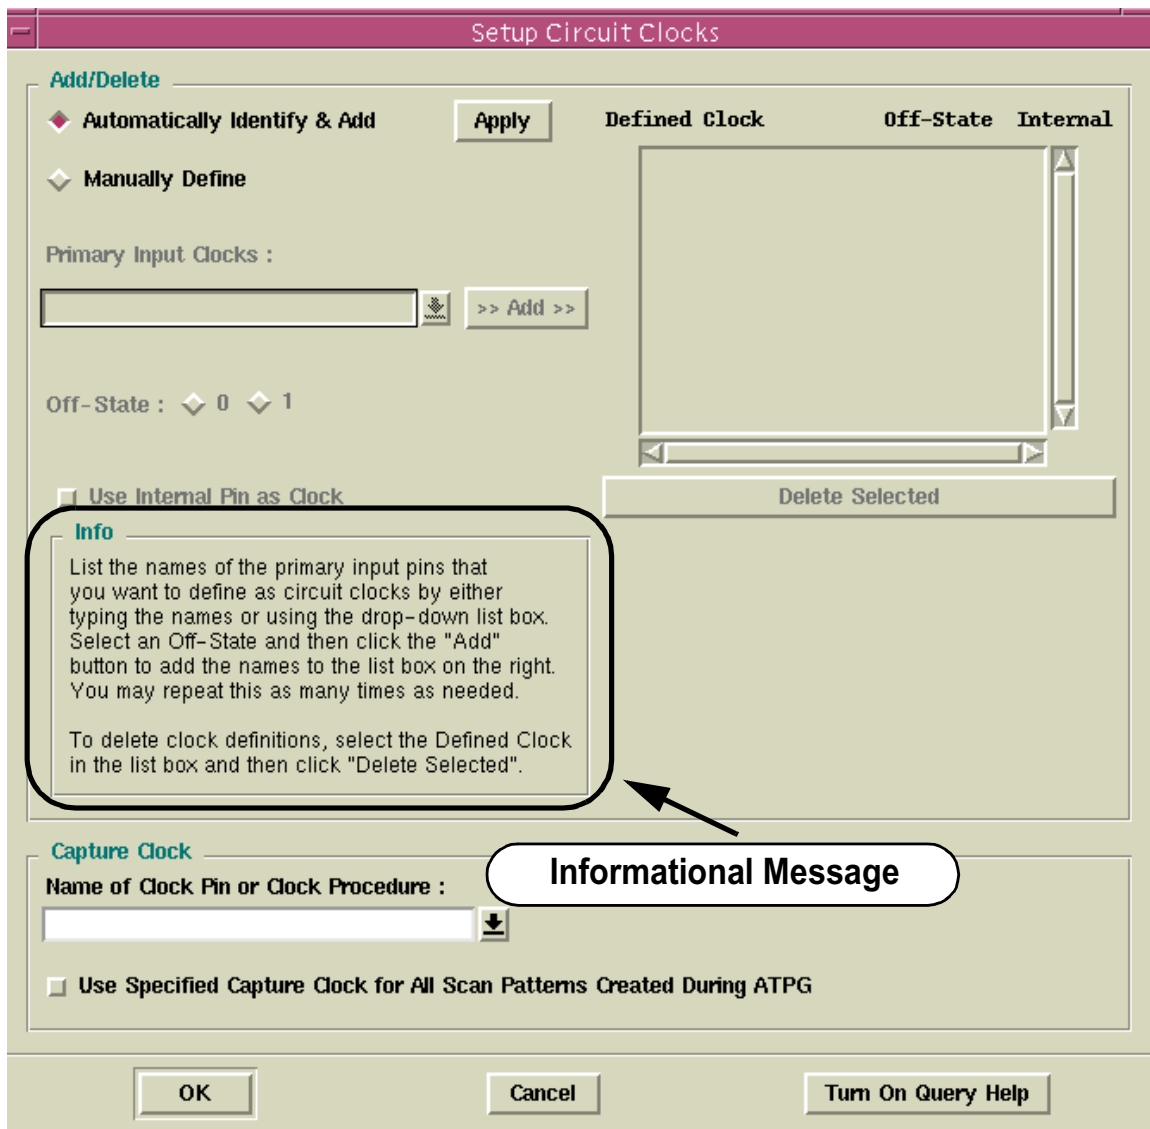 Setup Circuit Clocks
Add/Delete
Automatically Identify & Add
Apply
Defined Clock Off-State Internal
Manually Define
Primary Input Clocks :
>> Add >>
Off-State : 0 1
Use Internal Pin as Clock
Delete Selected
Info
List the names of the primary input pins that
you want to define as circuit clocks by either
typing the names or using the drop-down list box.
Select an Off-State and then click the "Add"
button to add the names to the list box on the right.
You may repeat this as many times as needed.
To delete clock definitions, select the Defined Clock
in the list box and then click "Delete Selected".
Informational Message
Capture Clock
Name of Clock Pin or Clock Procedure :
Use Specified Capture Clock for All Scan Patterns Created During ATPG
OK
Cancel
Turn On Query Help